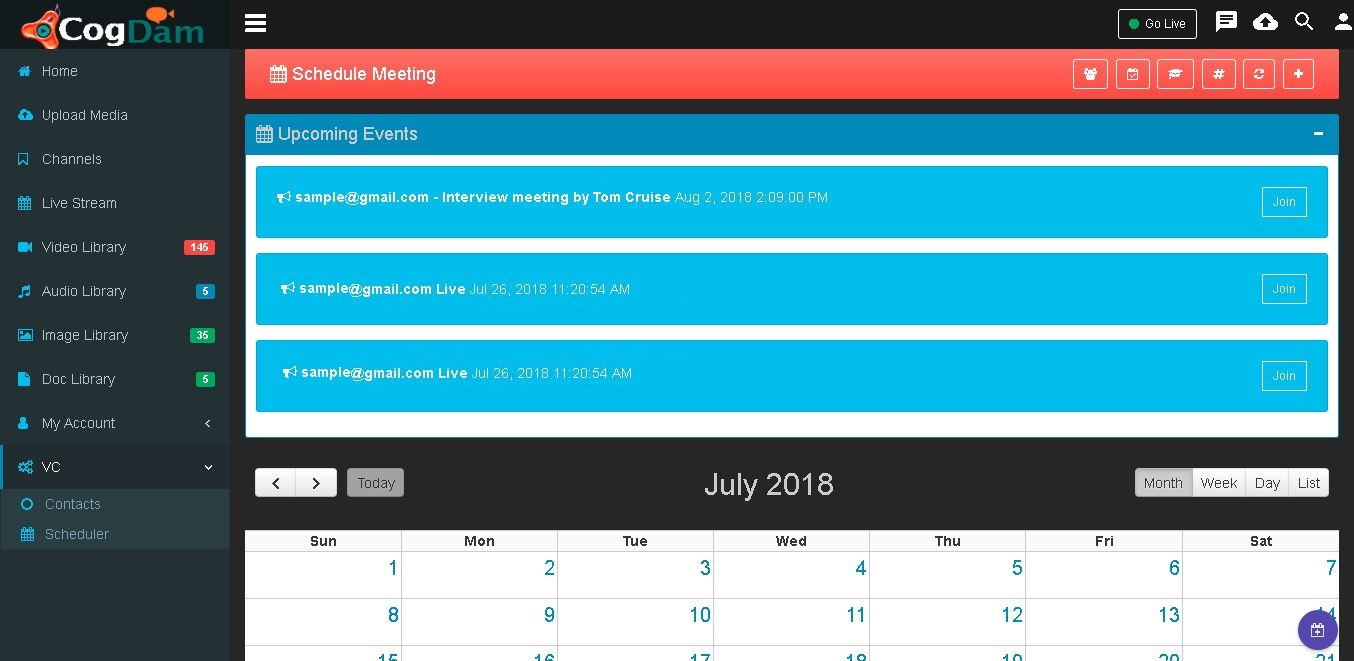 CogDam
Go Live
Home
Upload Media
Channels
Live Stream
Video Library 145
Audio Library 5
Image Library 35
Doc Library 5
My Account
VC
Contacts
Scheduler
Schedule Meeting
#
Upcoming Events
sample@gmail.com - Interview meeting by Tom Cruise Aug 2, 2018 2:09:00 PM
Join
sample@gmail.com Live Jul 26, 2018 11:20:54 AM
Join
sample@gmail.com Live Jul 26, 2018 11:20:54 AM
Join
Today
July 2018
Month Week Day List
Sun Mon Tue Wed Thu Fri Sat
1 2 3 4 5 6 7
8 9 10 11 12 13 14
15 16 17 18 19 20 21